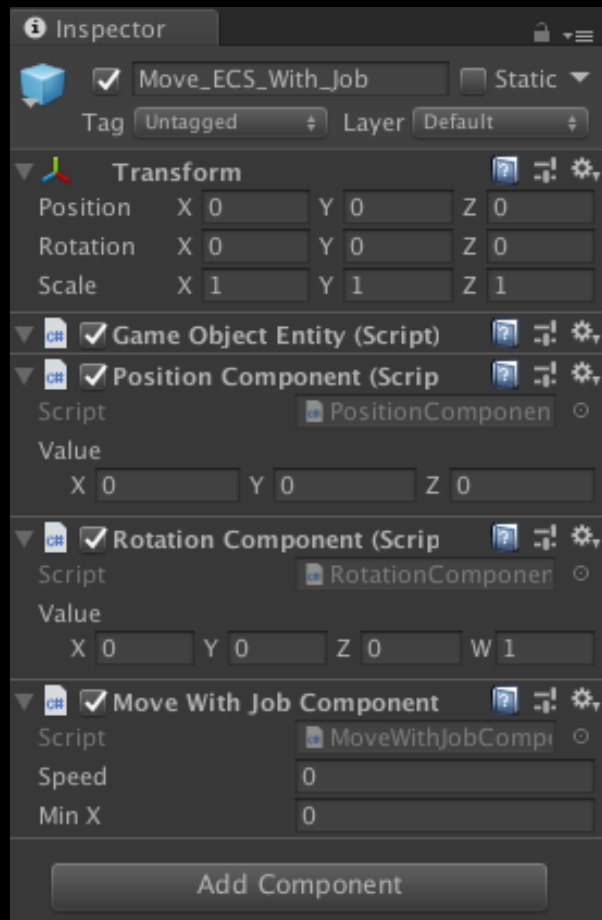 Inspector
Move_ECS_With_Job Static
Tag Untagged Layer Default
Transform
Position X 0 Y 0 Z 0
Rotation X 0 Y 0 Z 0
Scale X 1 Y 1 Z 1
Game Object Entity (Script)
Position Component (Scrip
Script PositionComponen
Value
X 0 Y 0 Z 0
Rotation Component (Scrip
Script RotationComponen
Value
X 0 Y 0 Z 0 W 1
Move With Job Component
Script MoveWithJobCompo
Speed 0
Min X 0
Add Component